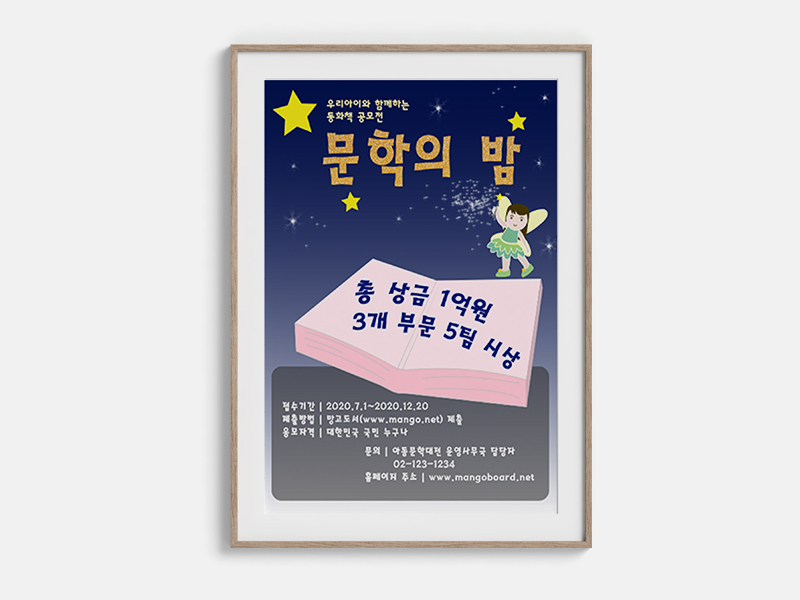 우리아이와 함께하는
동화책 공모전
문학의 밤
총 상금 1억원
3개 부문 5팀 시상
접수기간 | 2020.7.1~2020.12.20
제출방법 | 망고도서(www.mango.net) 제출
응모자격 | 대한민국 국민 누구나
문의 | 아동문학대전 운영사무국 담당자
02-123-1234
홈페이지 주소 | www.mangoboard.net